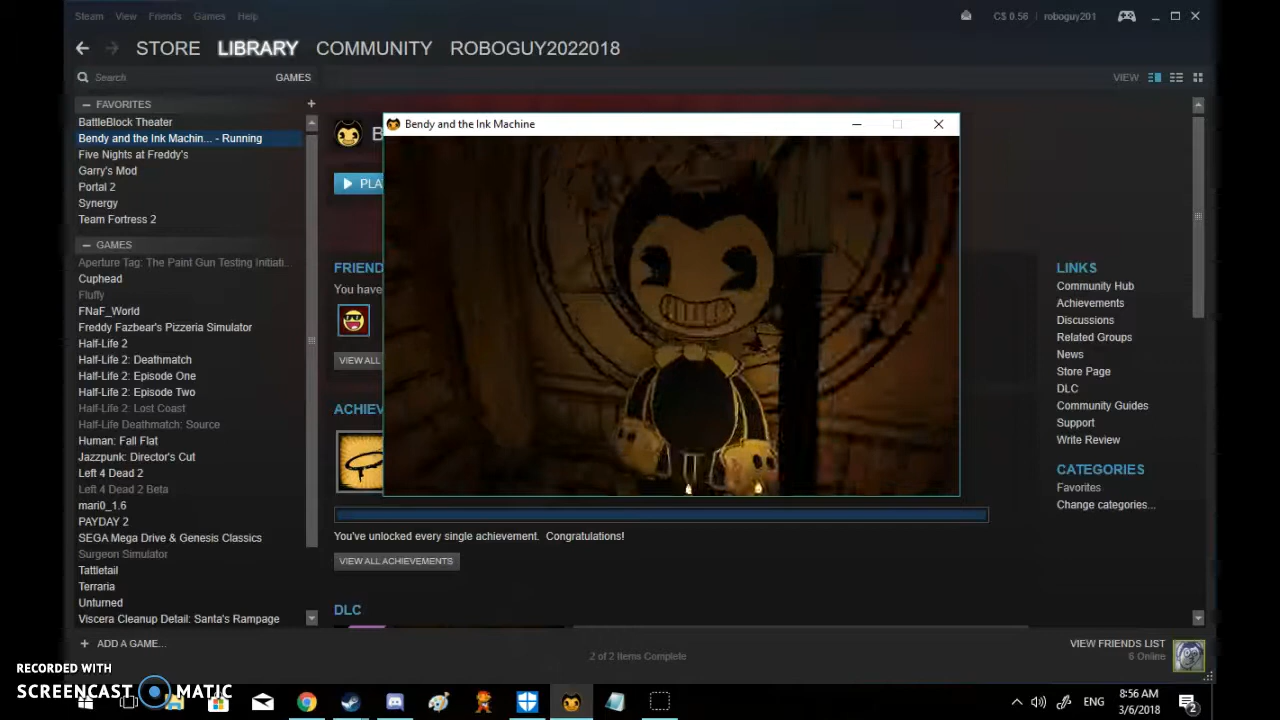 Steam View Friends Games Help
C$ 0.56 | roboguy201
STORE LIBRARY COMMUNITY ROBOGUY2022018
Search GAMES
VIEW
FAVORITES
BattleBlock Theater
Bendy and the Ink Machin... - Running
Five Nights at Freddy's
Garry's Mod
Portal 2
Synergy
Team Fortress 2
GAMES
Aperture Tag: The Paint Gun Testing Initiati...
Cuphead
Fluffy
FNaF_World
Freddy Fazbear's Pizzeria Simulator
Half-Life 2
Half-Life 2: Deathmatch
Half-Life 2: Episode One
Half-Life 2: Episode Two
Half-Life 2: Lost Coast
Half-Life Deathmatch: Source
Human: Fall Flat
Jazzpunk: Director's Cut
Left 4 Dead 2
Left 4 Dead 2 Beta
mari0_1.6
PAYDAY 2
SEGA Mega Drive & Genesis Classics
Surgeon Simulator
Tattletail
Terraria
Unturned
Viscera Cleanup Detail: Santa's Rampage
ADD A GAME...
B
Bendy and the Ink Machine
PLA
FRIEND
You have
VIEW ALL
ACHIEV
You've unlocked every single achievement. Congratulations!
VIEW ALL ACHIEVEMENTS
DLC
LINKS
Community Hub
Achievements
Discussions
Related Groups
News
Store Page
DLC
Community Guides
Support
Write Review
CATEGORIES
Favorites
Change categories...
2 of 2 Items Complete
VIEW FRIENDS LIST
6 Online
RECORDED WITH
SCREENCAST MATIC
ENG
8:56 AM
3/6/2018
2